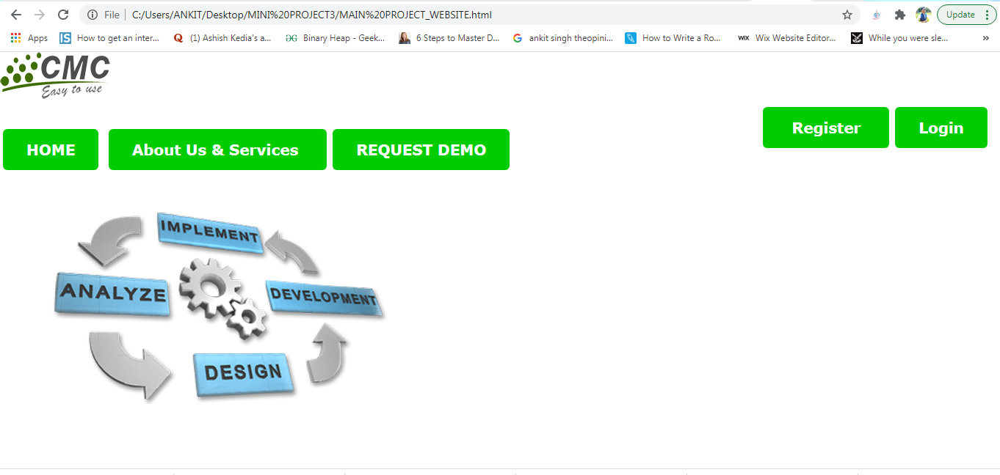 File C:/Users/ANKIT/Desktop/MINI%20PROJECT3/MAIN%20PROJECT_WEBSITE.html Update
Apps How to get an inter... (1) Ashish Kedia's a... Binary Heap - Geek... 6 Steps to Master D... ankit singh theopini... How to Write a Ro... WIX Wix Website Editor... While you were sle... »
CMC
Easy to use
Register Login
HOME About Us & Services REQUEST DEMO
IMPLEMENT
ANALYZE DEVELOPMENT
DESIGN